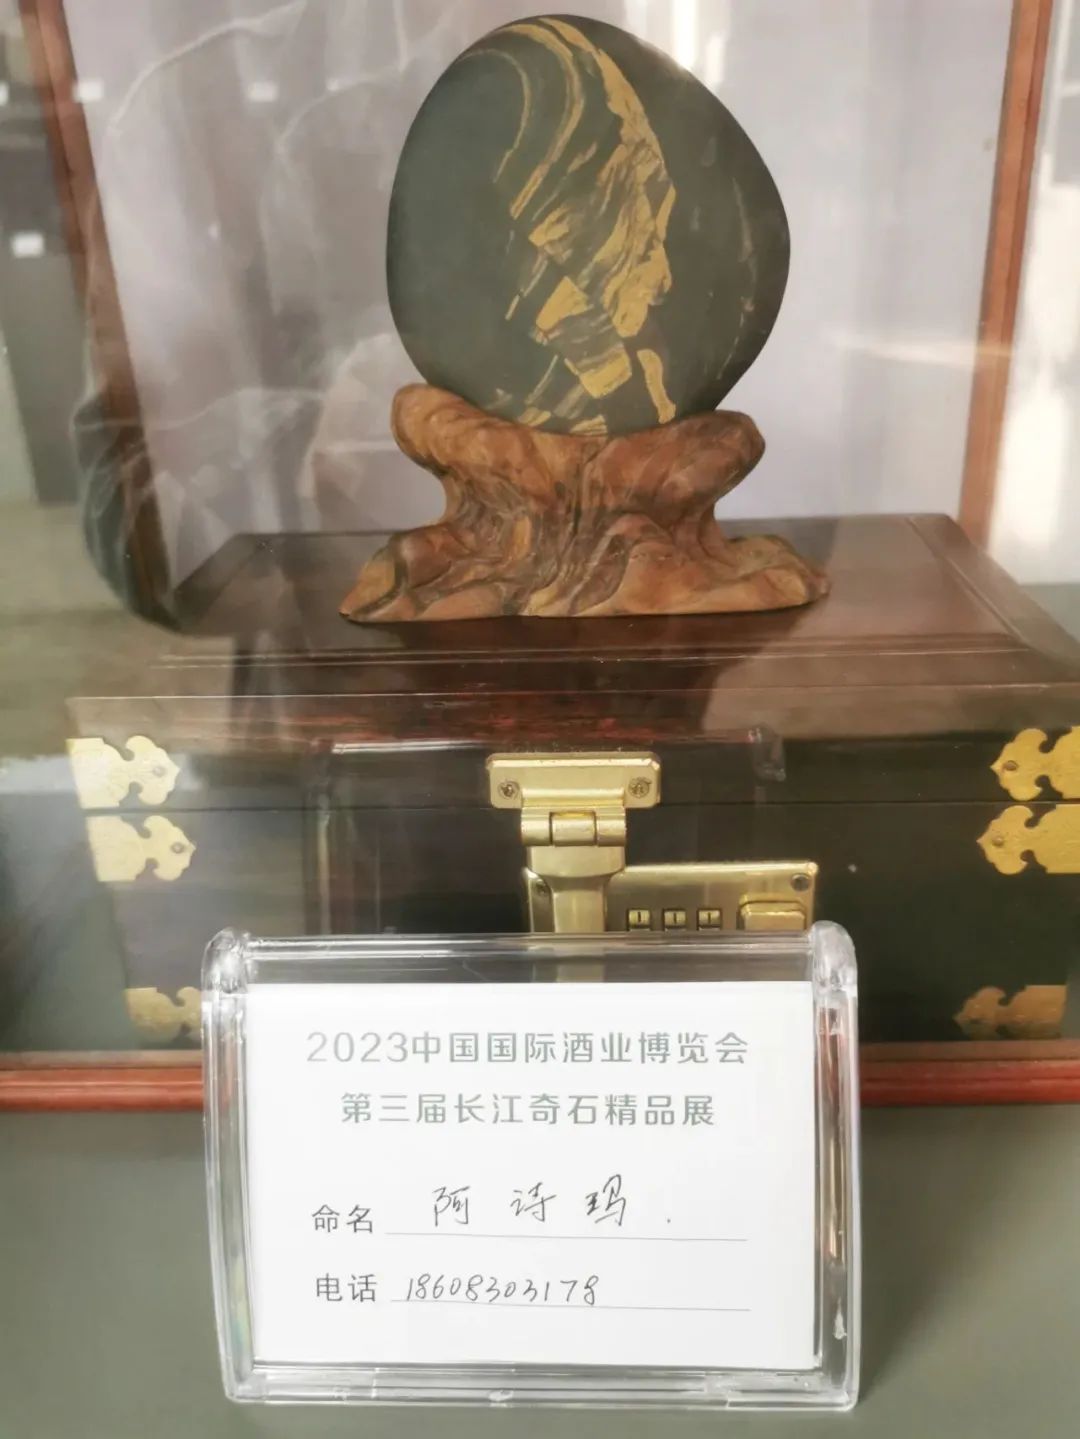 2023中国国际酒业博览会
第三届长江奇石精品展
命名 阿诗玛.
电话 18608303178